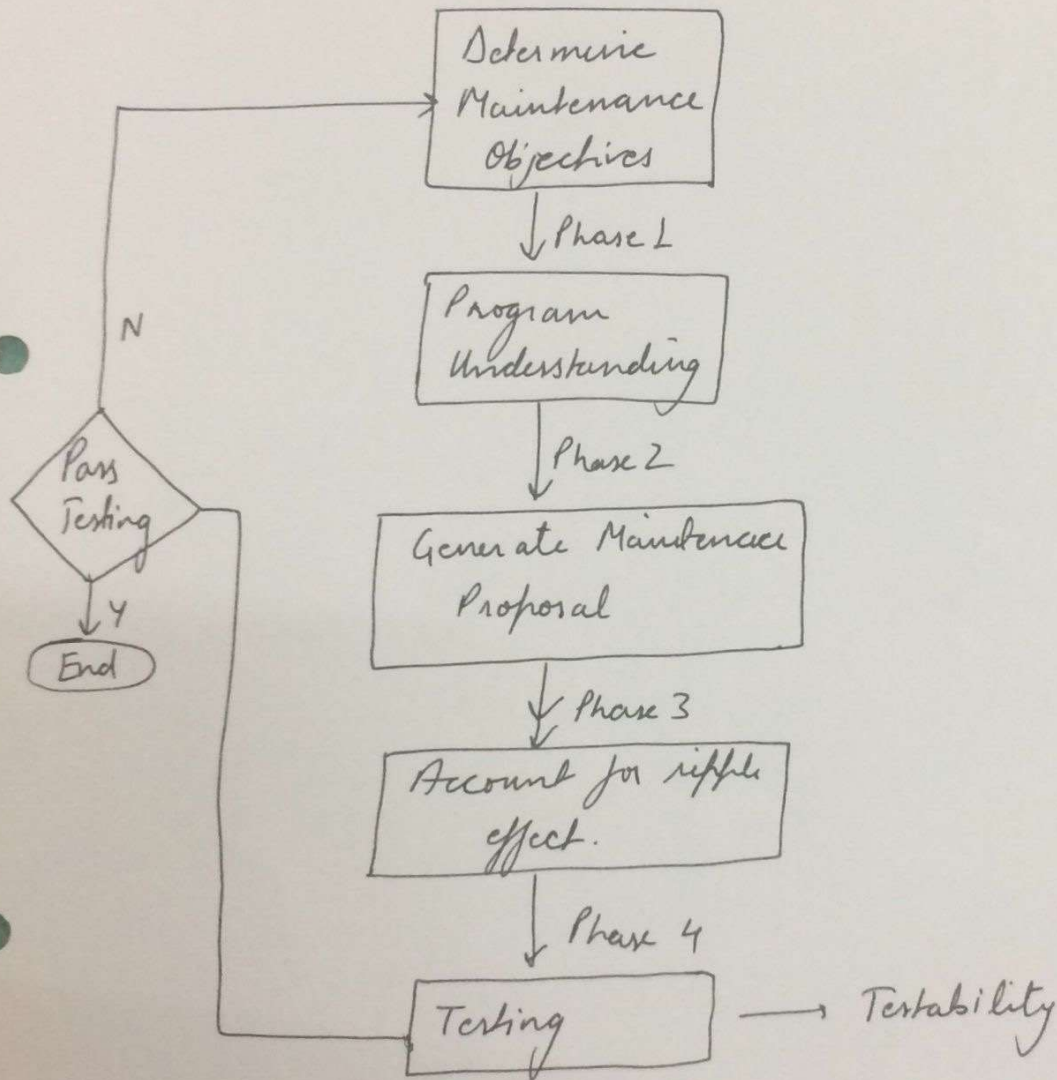 Determine
Maintenance
Objectives
Phase 1
Program
Understanding
Phase 2
Generate Maintenace
Proposal
Phase 3
Account for ripple
effect.
Phase 4
Testing
Testability
N
Pass
Testing
Y
End